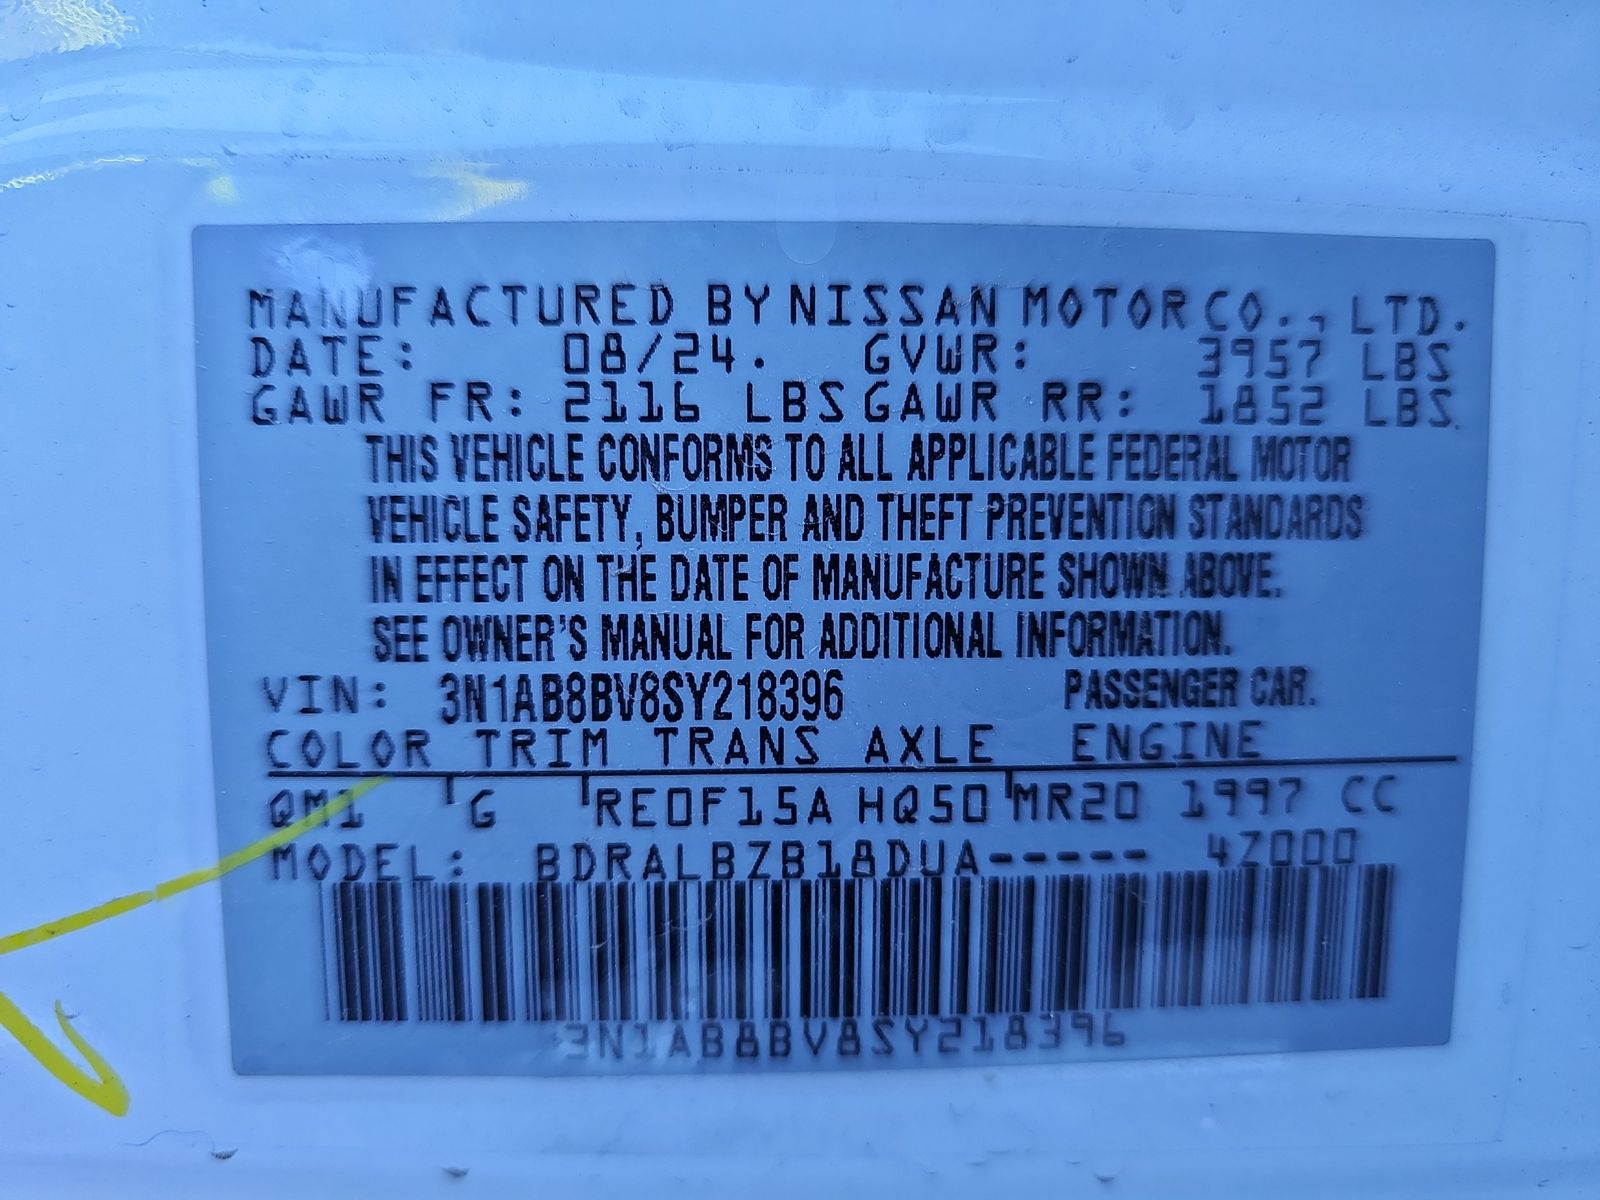 MANUFACTURED BY NISSAN MOTOR CO., LTD.
DATE: 08/24. GVWR: 3957 LBS
GAWR FR: 2116 LBS GAWR RR: 1852 LBS.
THIS VEHICLE CONFORMS TO ALL APPLICABLE FEDERAL MOTOR
VEHICLE SAFETY, BUMPER AND THEFT PREVENTION STANDARDS
IN EFFECT ON THE DATE OF MANUFACTURE SHOWN ABOVE.
SEE OWNER'S MANUAL FOR ADDITIONAL INFORMATION.
VIN: 3N1AB8BV8SY218396 PASSENGER CAR.
COLOR TRIM TRANS AXLE ENGINE
QM1 G RE0F15A HQ50 MR20 1997 CC
MODEL: BDRALBZB18DUA----- 4Z000
3N1AB8BV8SY218396